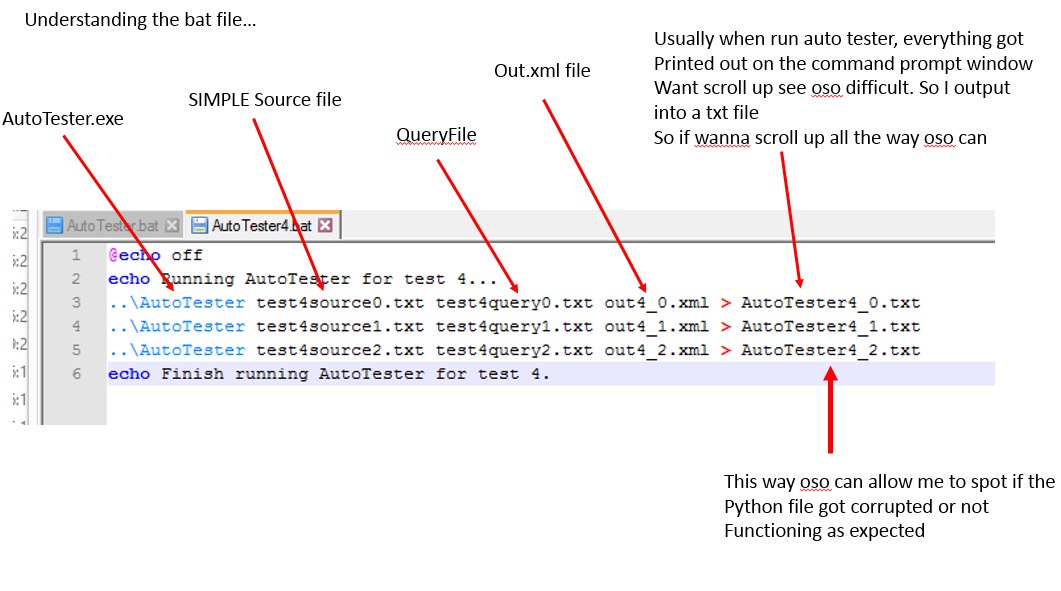 Understanding the bat file...
Usually when run auto tester, everything got
Printed out on the command prompt window
Want scroll up see oso difficult. So I output
into a txt file
So if wanna scroll up all the way oso can
Out.xml file
SIMPLE Source file
AutoTester.exe
QueryFile
AutoTester.bat
AutoTester4.bat
1 @echo off
2 echo Running AutoTester for test 4...
3 ..\AutoTester test4source0.txt test4query0.txt out4_0.xml > AutoTester4_0.txt
4 ..\AutoTester test4source1.txt test4query1.txt out4_1.xml > AutoTester4_1.txt
5 ..\AutoTester test4source2.txt test4query2.txt out4_2.xml > AutoTester4_2.txt
6 echo Finish running AutoTester for test 4.
This way oso can allow me to spot if the
Python file got corrupted or not
Functioning as expected